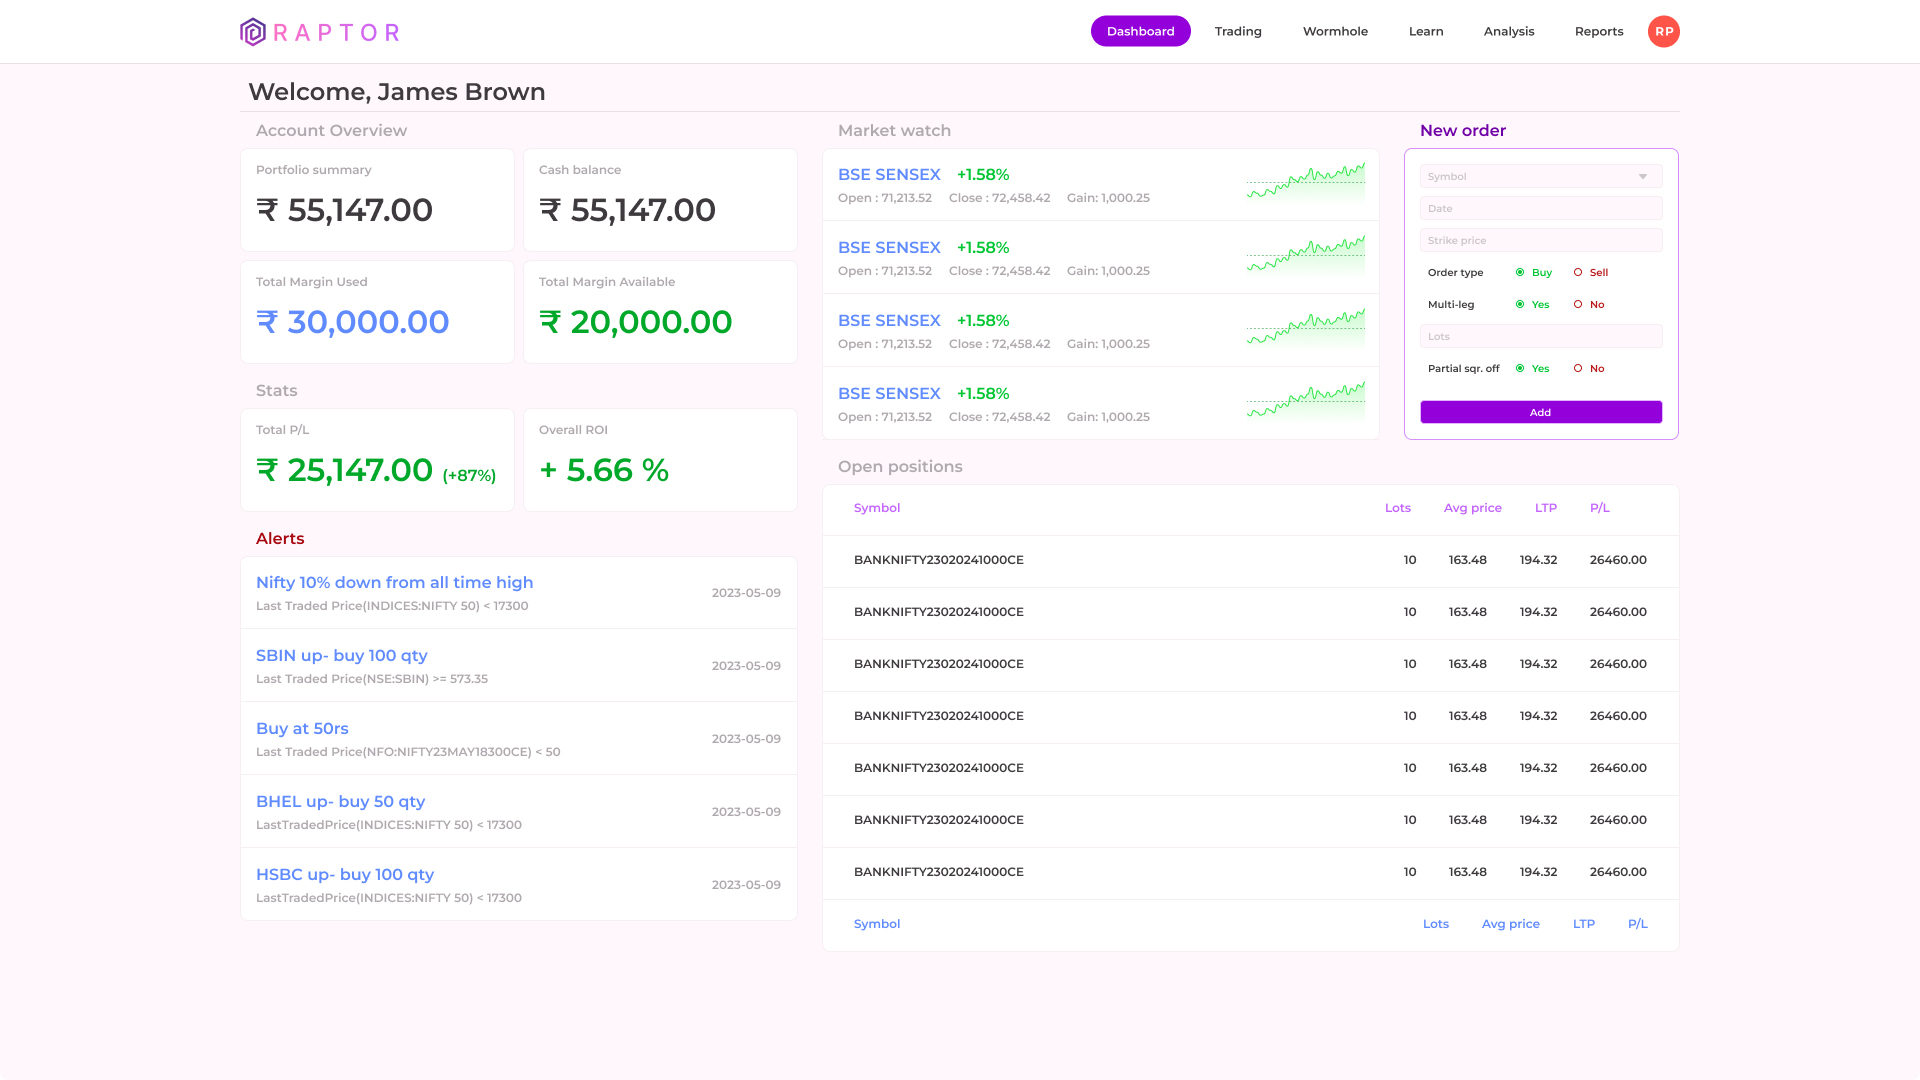 RAPTOR
Dashboard Trading Wormhole Learn Analysis Reports RP
Welcome, James Brown
Account Overview
Portfolio summary
₹ 55,147.00
Cash balance
₹ 55,147.00
Total Margin Used
₹ 30,000.00
Total Margin Available
₹ 20,000.00
Stats
Total P/L
₹ 25,147.00 (+87%)
Overall ROI
+ 5.66 %
Alerts
Nifty 10% down from all time high
Last Traded Price(INDICES:NIFTY 50) < 17300
2023-05-09
SBIN up- buy 100 qty
Last Traded Price(NSE:SBIN) >= 573.35
2023-05-09
Buy at 50rs
Last Traded Price(NFO:NIFTY23MAY18300CE) < 50
2023-05-09
BHEL up- buy 50 qty
LastTradedPrice(INDICES:NIFTY 50) < 17300
2023-05-09
HSBC up- buy 100 qty
LastTradedPrice(INDICES:NIFTY 50) < 17300
2023-05-09
Market watch
BSE SENSEX +1.58%
Open : 71,213.52 Close : 72,458.42 Gain: 1,000.25
BSE SENSEX +1.58%
Open : 71,213.52 Close : 72,458.42 Gain: 1,000.25
BSE SENSEX +1.58%
Open : 71,213.52 Close : 72,458.42 Gain: 1,000.25
BSE SENSEX +1.58%
Open : 71,213.52 Close : 72,458.42 Gain: 1,000.25
New order
Symbol
Date
Strike price
Order type Buy Sell
Multi-leg Yes No
Lots
Partial sqr. off Yes No
Add
Open positions
Symbol Lots Avg price LTP P/L
BANKNIFTY23020241000CE 10 163.48 194.32 26460.00
BANKNIFTY23020241000CE 10 163.48 194.32 26460.00
BANKNIFTY23020241000CE 10 163.48 194.32 26460.00
BANKNIFTY23020241000CE 10 163.48 194.32 26460.00
BANKNIFTY23020241000CE 10 163.48 194.32 26460.00
BANKNIFTY23020241000CE 10 163.48 194.32 26460.00
BANKNIFTY23020241000CE 10 163.48 194.32 26460.00
Symbol Lots Avg price LTP P/L